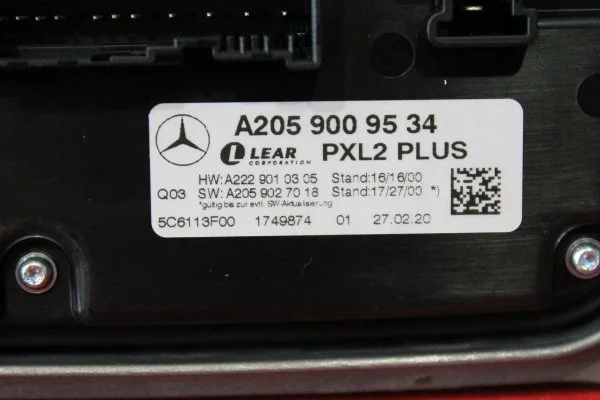 A205 900 95 34
LEAR PXL2 PLUS
CORPORATION
HW:A222 901 03 05 Stand:16/16/00
Q03 SW:A205 902 70 18 Stand:17/27/00 *)
*gültig bis zur evtl. SW-Aktualisierung
5C6113F00 1749874 01 27.02.20